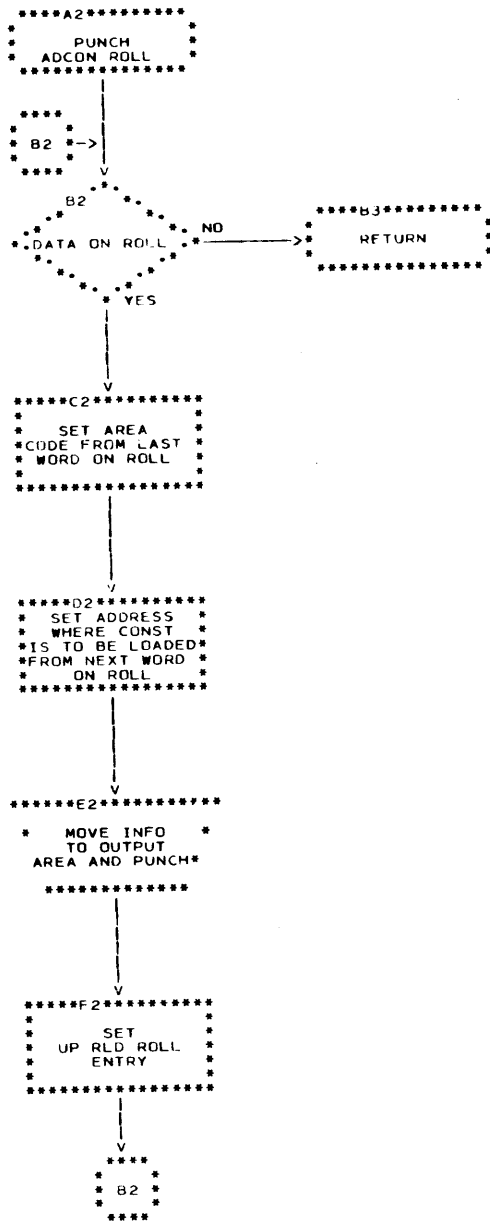 A2
PUNCH
ADCON ROLL
B2
B2
DATA ON ROLL
NO
B3
RETURN
YES
C2
SET AREA
CODE FROM LAST
WORD ON ROLL
D2
SET ADDRESS
WHERE CONST
IS TO BE LOADED
FROM NEXT WORD
ON ROLL
E2
MOVE INFO
TO OUTPUT
AREA AND PUNCH
F2
SET
UP RLD ROLL
ENTRY
B2